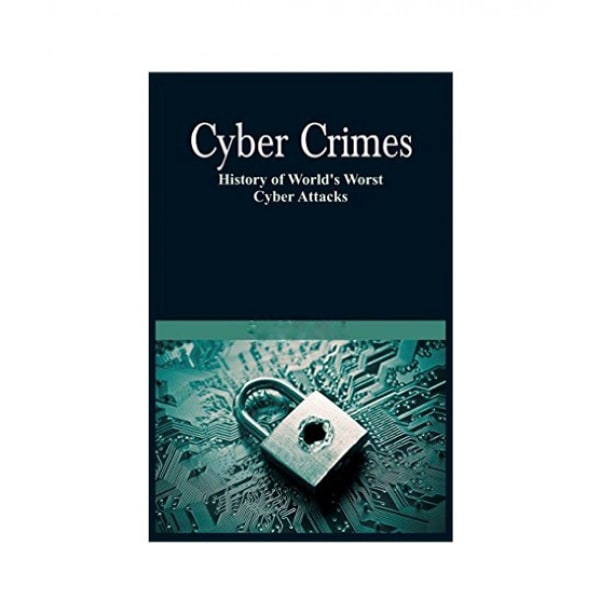 Cyber Crimes
History of World's Worst
Cyber Attacks